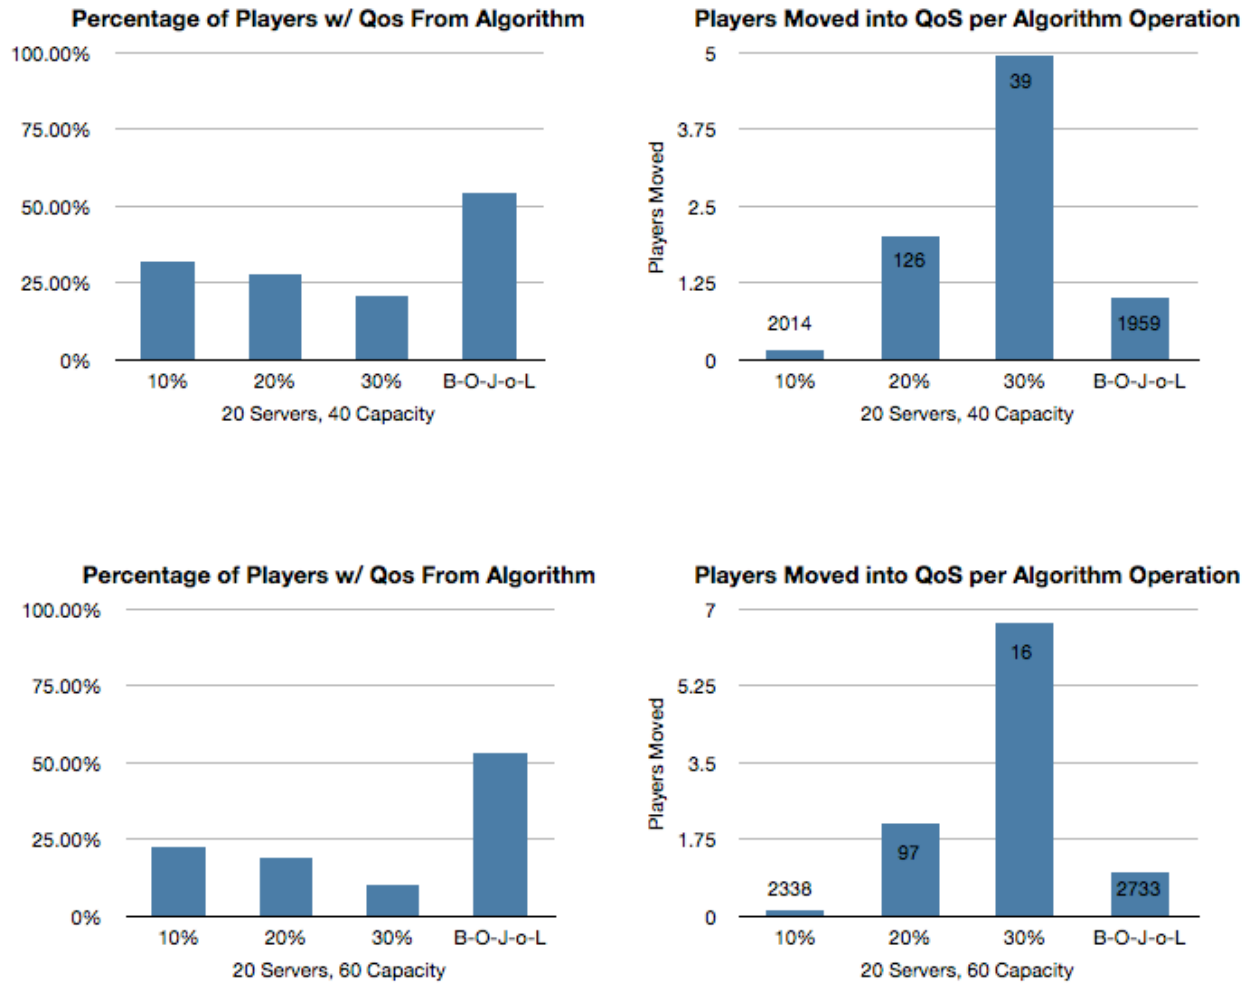 Percentage of Players w/ Qos From Algorithm
100.00%
75.00%
50.00%
25.00%
0%
10% 20% 30% B-O-J-o-L
20 Servers, 40 Capacity
Players Moved into QoS per Algorithm Operation
Players Moved
5
3.75
2.5
1.25
0
2014 126 39 1959
10% 20% 30% B-O-J-o-L
20 Servers, 40 Capacity
Percentage of Players w/ Qos From Algorithm
100.00%
75.00%
50.00%
25.00%
0%
10% 20% 30% B-O-J-o-L
20 Servers, 60 Capacity
Players Moved into QoS per Algorithm Operation
Players Moved
7
5.25
3.5
1.75
0
2338 97 16 2733
10% 20% 30% B-O-J-o-L
20 Servers, 60 Capacity